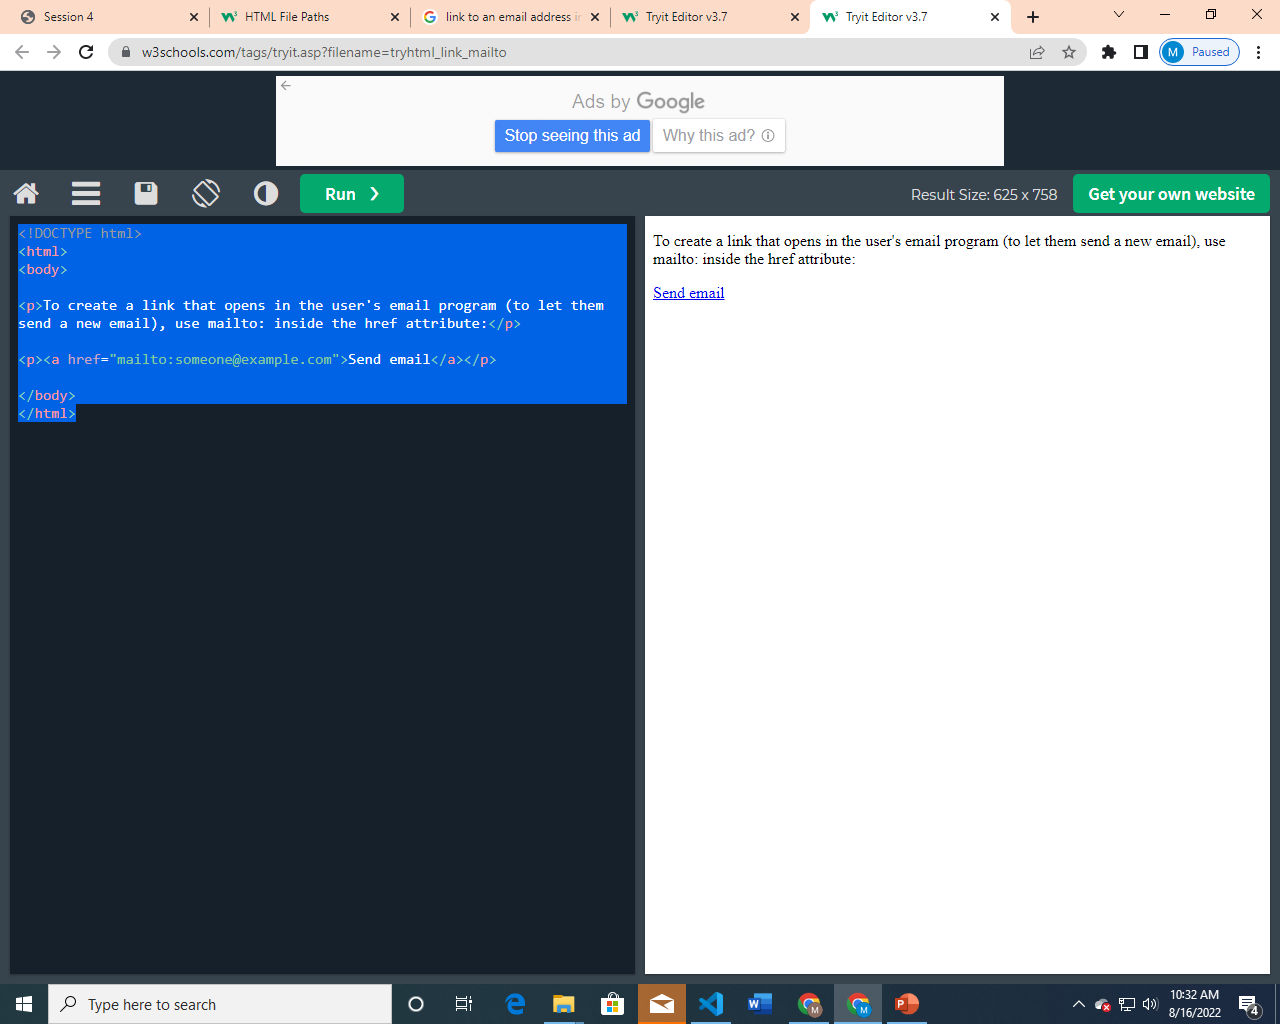 Session 4
HTML File Paths
link to an email address in
Tryit Editor v3.7
Tryit Editor v3.7
w3schools.com/tags/tryit.asp?filename=tryhtml_link_mailto
M Paused
Ads by Google
Stop seeing this ad
Why this ad?
Run ❯
Result Size: 625 x 758
Get your own website
<!DOCTYPE html>
<html>
<body>
<p>To create a link that opens in the user's email program (to let them
send a new email), use mailto: inside the href attribute:</p>
<p><a href="mailto:someone@example.com">Send email</a></p>
</body>
</html>
To create a link that opens in the user's email program (to let them send a new email), use
mailto: inside the href attribute:
Send email
Type here to search
10:32 AM
8/16/2022
4